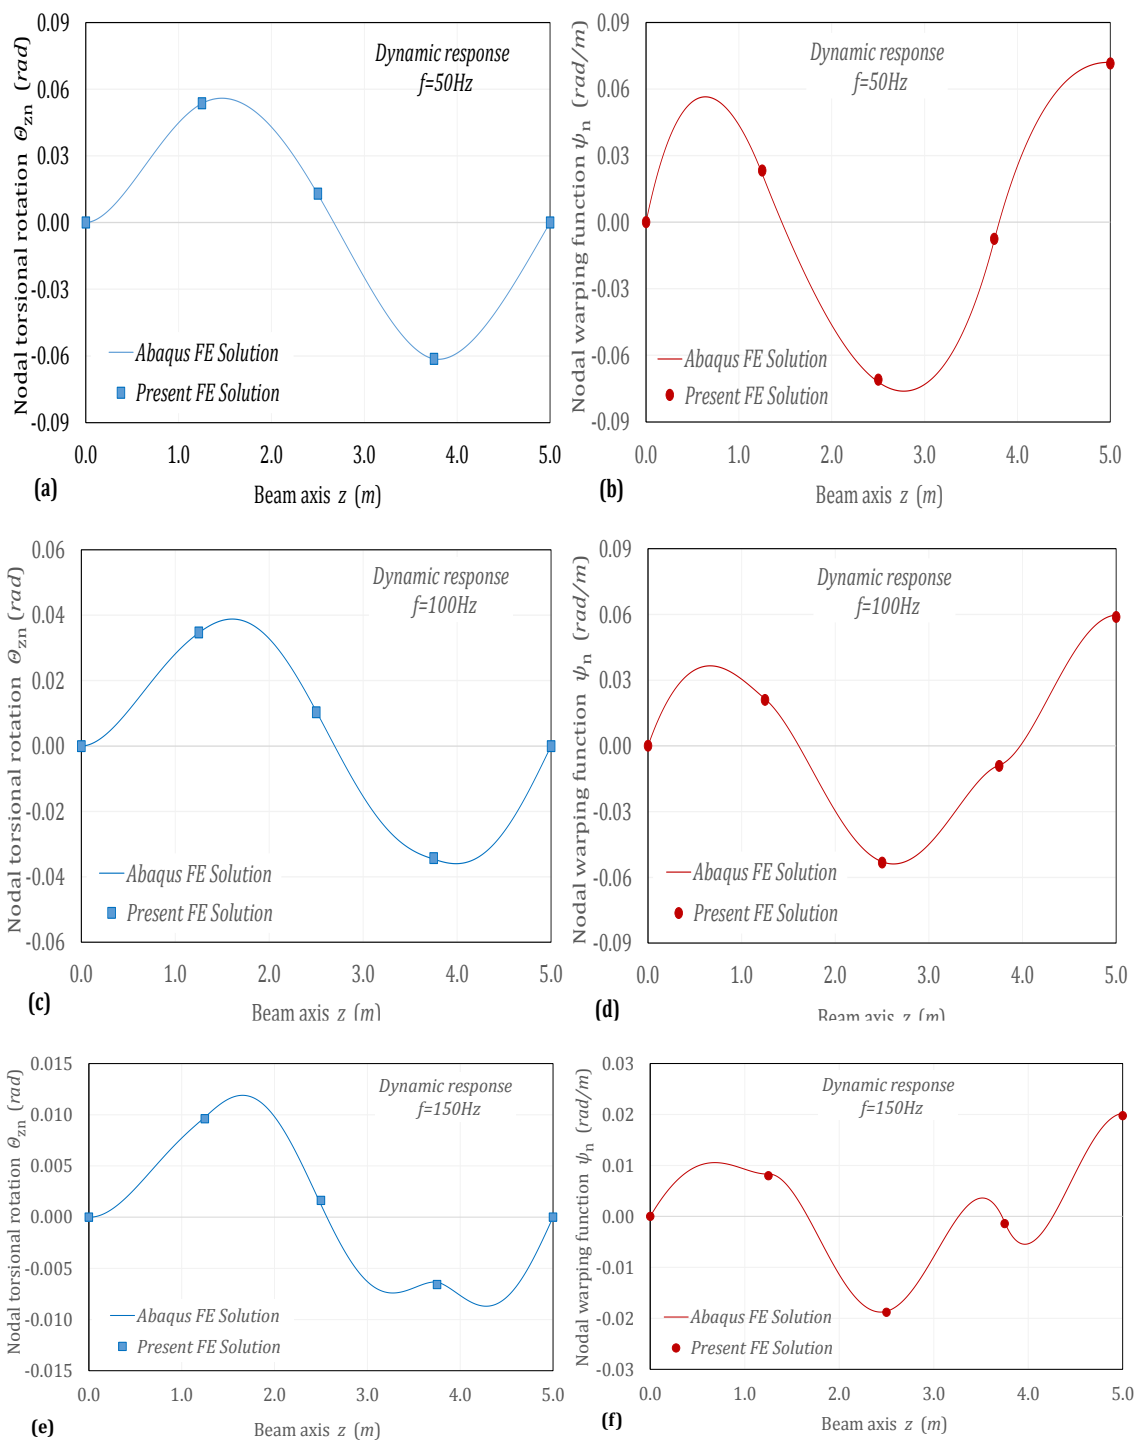 Nodal torsional rotation Θzn (rad)
0.09
0.06
0.03
0.00
-0.03
-0.06
-0.09
Dynamic response
f=50Hz
Abaqus FE Solution
Present FE Solution
0.0 1.0 2.0 3.0 4.0 5.0
(a)
Beam axis z (m)
Nodal warping function ψn (rad/m)
0.09
0.06
0.03
0.00
-0.03
-0.06
-0.09
Dynamic response
f=50Hz
Abaqus FE Solution
Present FE Solution
0.0 1.0 2.0 3.0 4.0 5.0
(b)
Beam axis z (m)
Nodal torsional rotation Θzn (rad)
0.06
0.04
0.02
0.00
-0.02
-0.04
-0.06
Dynamic response
f=100Hz
Abaqus FE Solution
Present FE Solution
0.0 1.0 2.0 3.0 4.0 5.0
(c)
Beam axis z (m)
Nodal warping function ψn (rad/m)
0.09
0.06
0.03
0.00
-0.03
-0.06
-0.09
Dynamic response
f=100Hz
Abaqus FE Solution
Present FE Solution
0.0 1.0 2.0 3.0 4.0 5.0
(d)
Beam axis z (m)
Nodal torsional rotation Θzn (rad)
0.015
0.010
0.005
0.000
-0.005
-0.010
-0.015
Dynamic response
f=150Hz
Abaqus FE Solution
Present FE Solution
0.0 1.0 2.0 3.0 4.0 5.0
(e)
Beam axis z (m)
Nodal warping function ψn (rad/m)
0.03
0.02
0.01
0.00
-0.01
-0.02
-0.03
Dynamic response
f=150Hz
Abaqus FE Solution
Present FE Solution
0.0 1.0 2.0 3.0 4.0 5.0
(f)
Beam axis z (m)